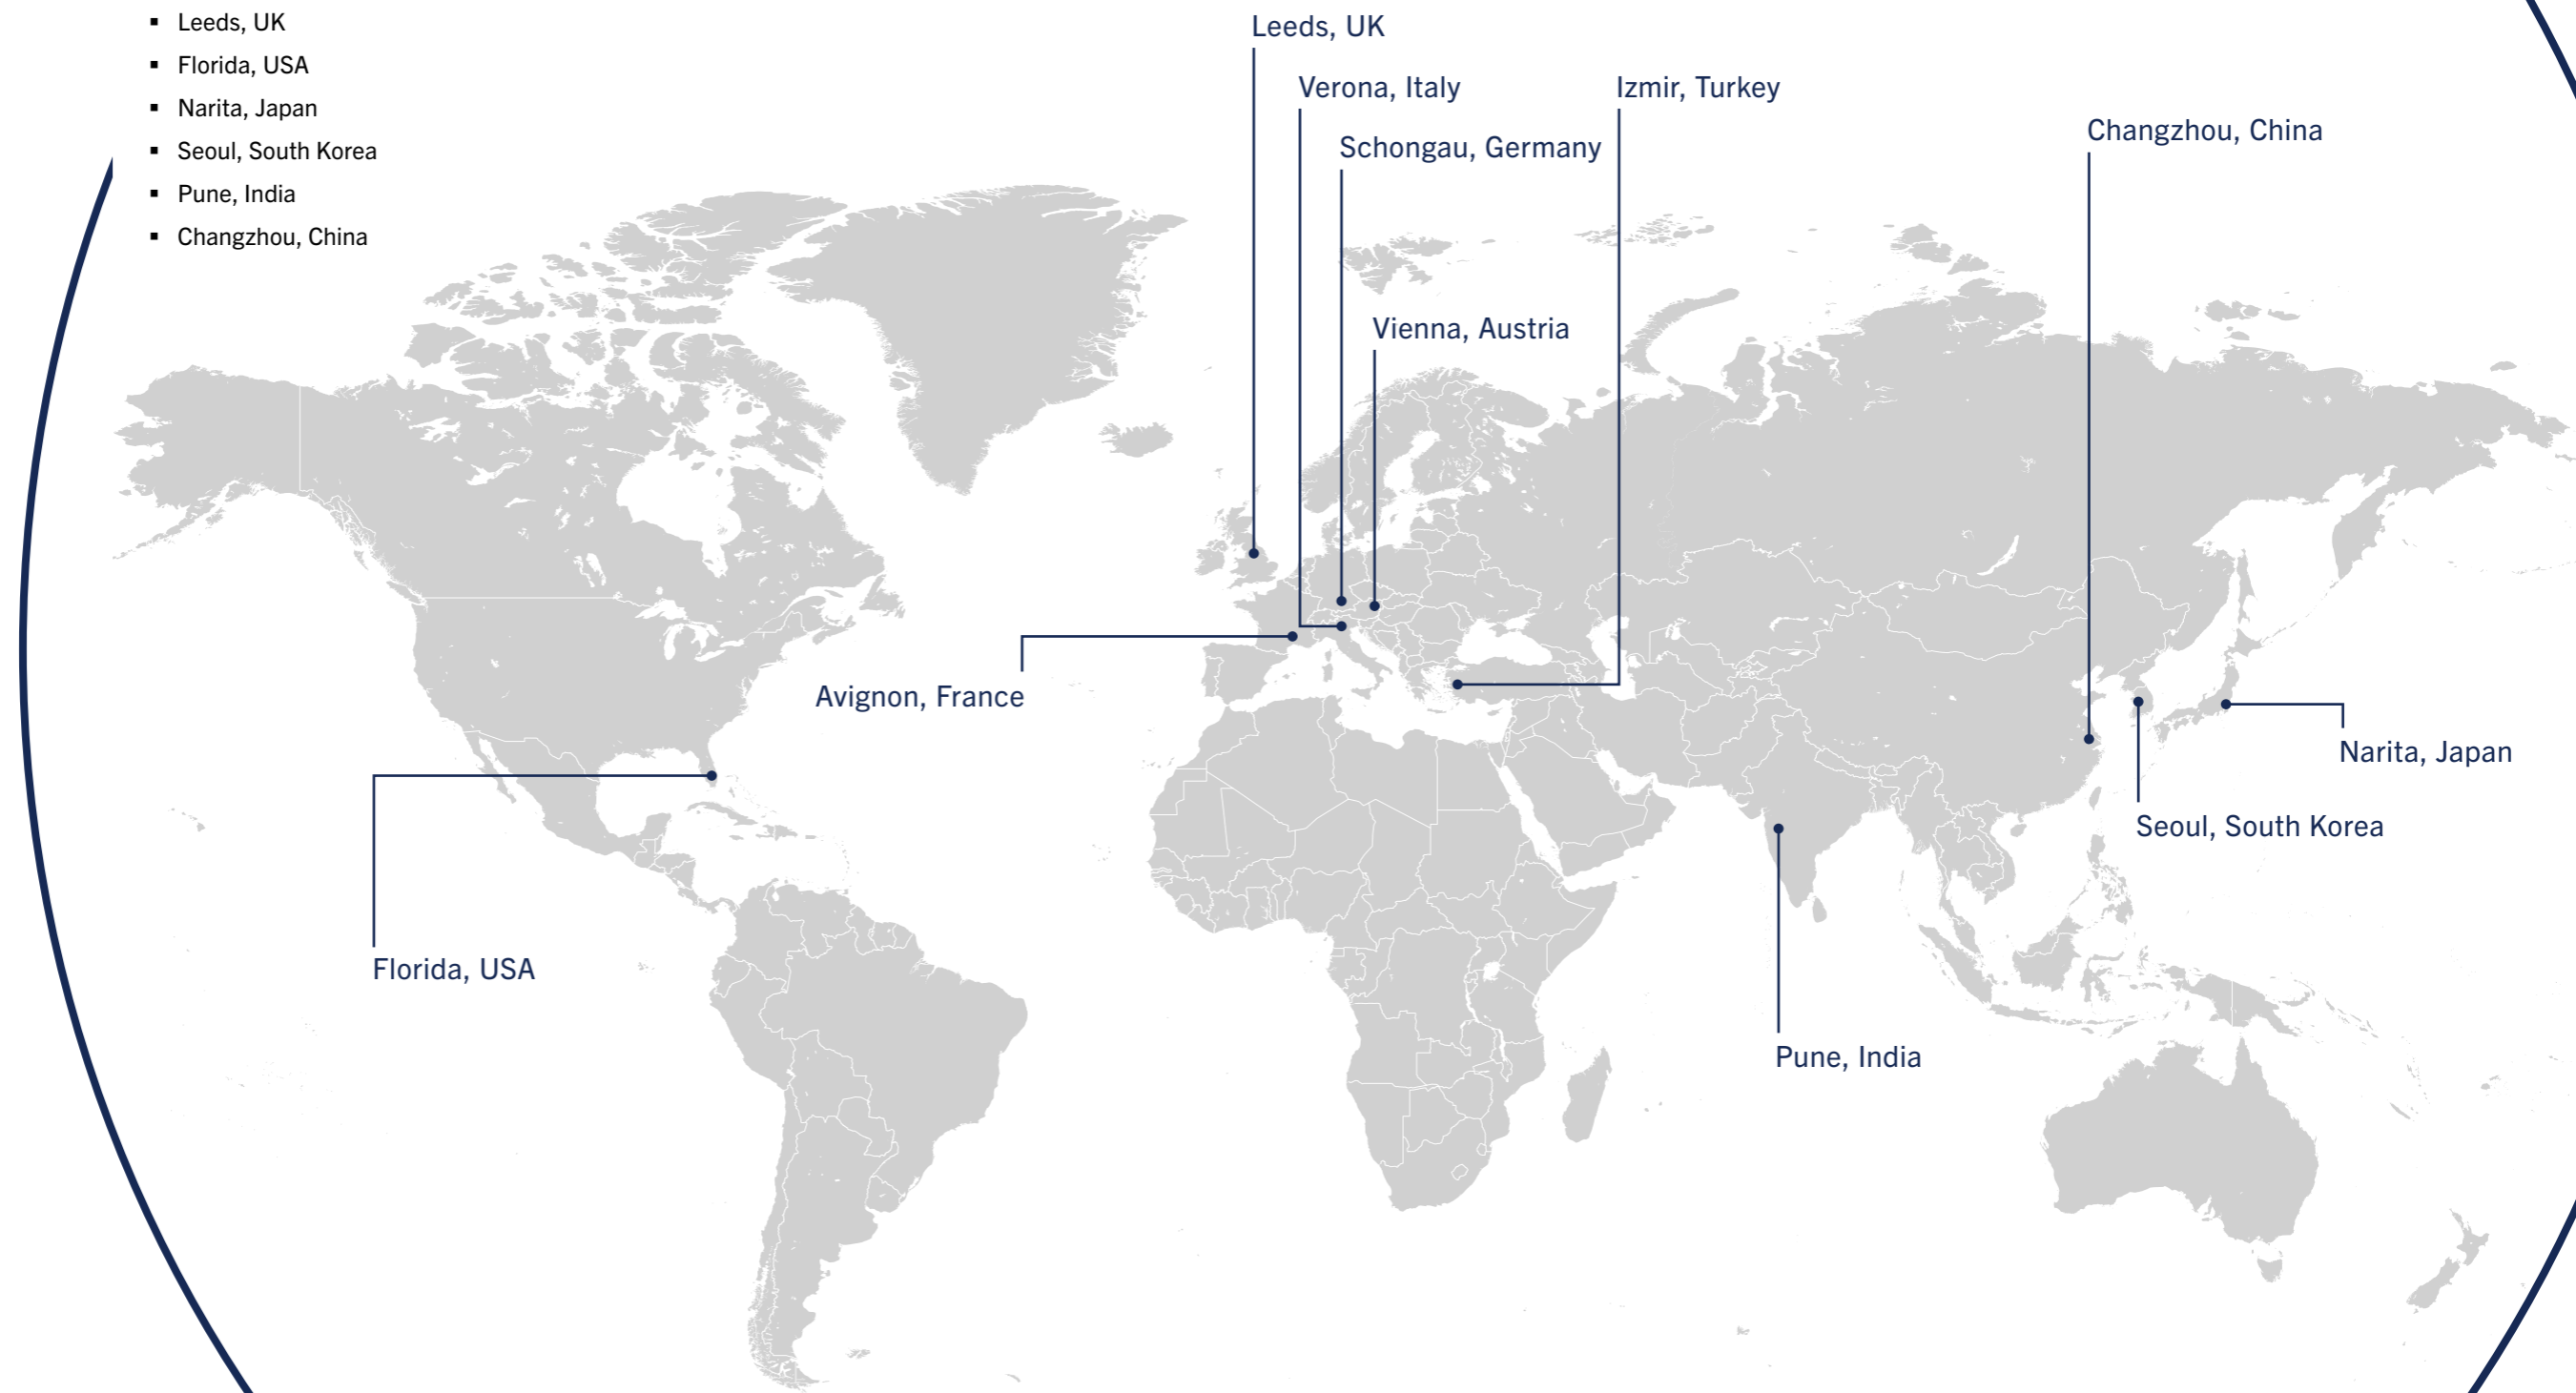 ▪ Leeds, UK
▪ Florida, USA
▪ Narita, Japan
▪ Seoul, South Korea
▪ Pune, India
▪ Changzhou, China
Leeds, UK
Verona, Italy
Izmir, Turkey
Changzhou, China
Schongau, Germany
Vienna, Austria
Avignon, France
Narita, Japan
Seoul, South Korea
Florida, USA
Pune, India